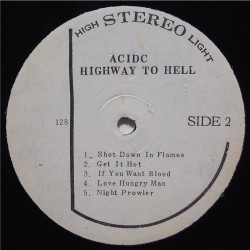 HIGH STEREO LIGHT
ACIDC
HIGHWAY TO HELL
128
SIDE 2
1. Shot Down In Flames
2. Get It Hot
3. If You Want Blood
4. Love Hungry Man
5. Night Prowler